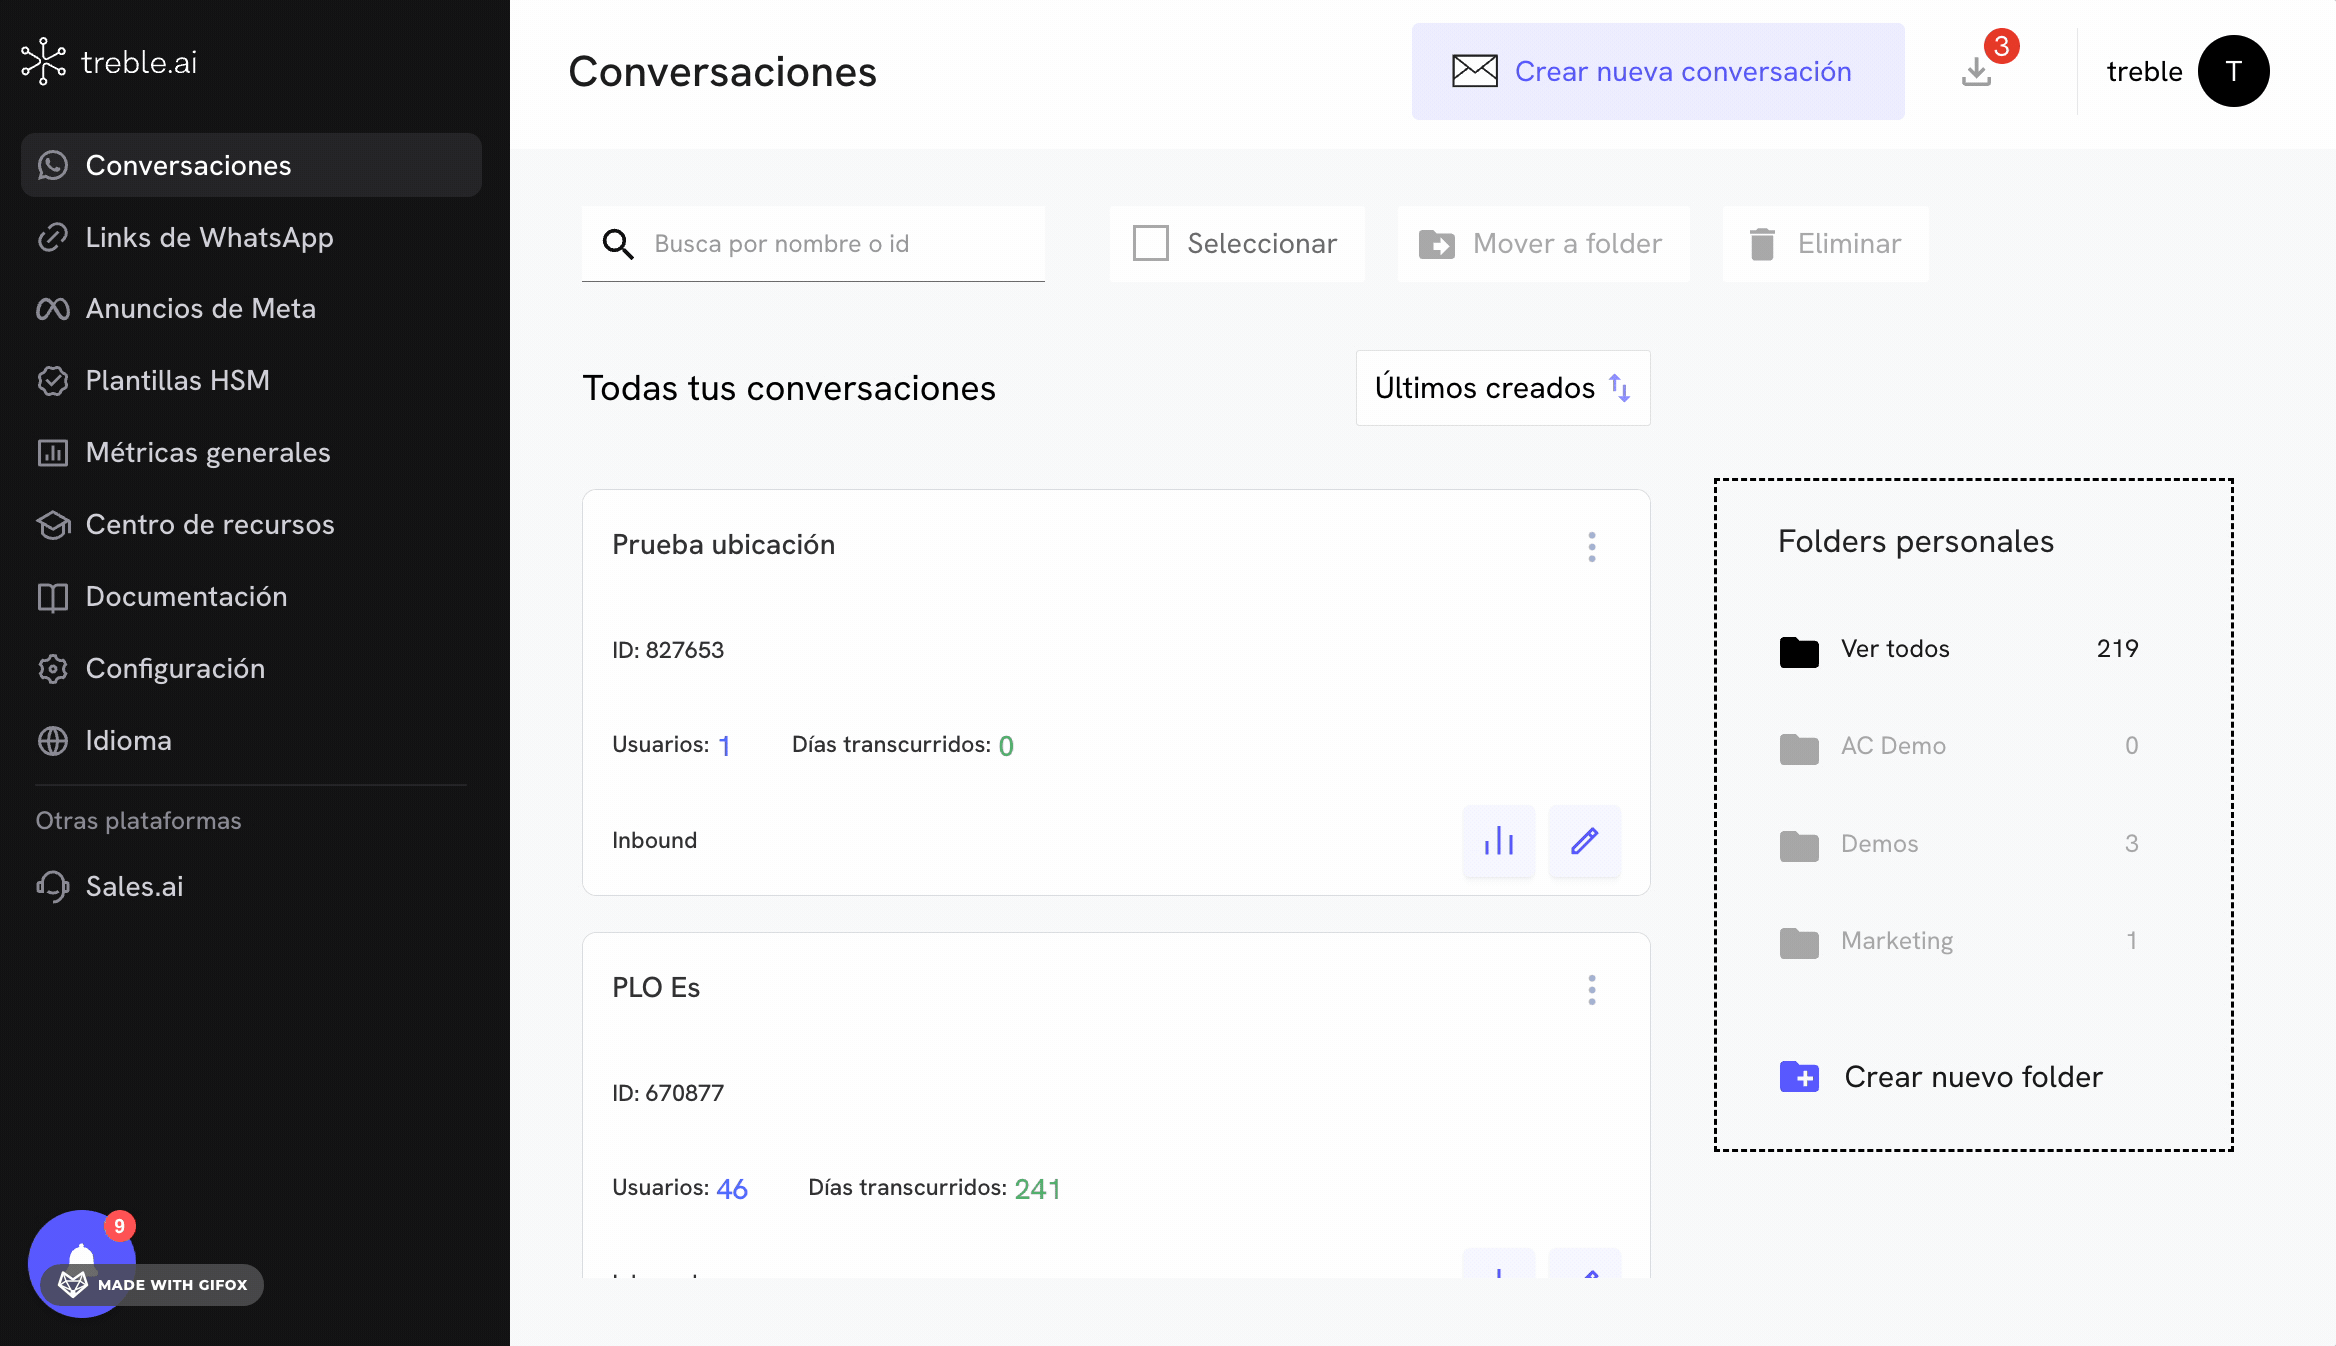 treble.ai
Conversaciones
Links de WhatsApp
Anuncios de Meta
Plantillas HSM
Métricas generales
Centro de recursos
Documentación
Configuración
Idioma
Otras plataformas
Sales.ai
9
MADE WITH GIFOX
Conversaciones
Crear nueva conversación
3
treble
T
Busca por nombre o id
Seleccionar
Mover a folder
Eliminar
Todas tus conversaciones
Últimos creados
Prueba ubicación
ID: 827653
Usuarios: 1 Días transcurridos: 0
Inbound
PLO Es
ID: 670877
Usuarios: 46 Días transcurridos: 241
Folders personales
Ver todos 219
AC Demo 0
Demos 3
Marketing 1
Crear nuevo folder